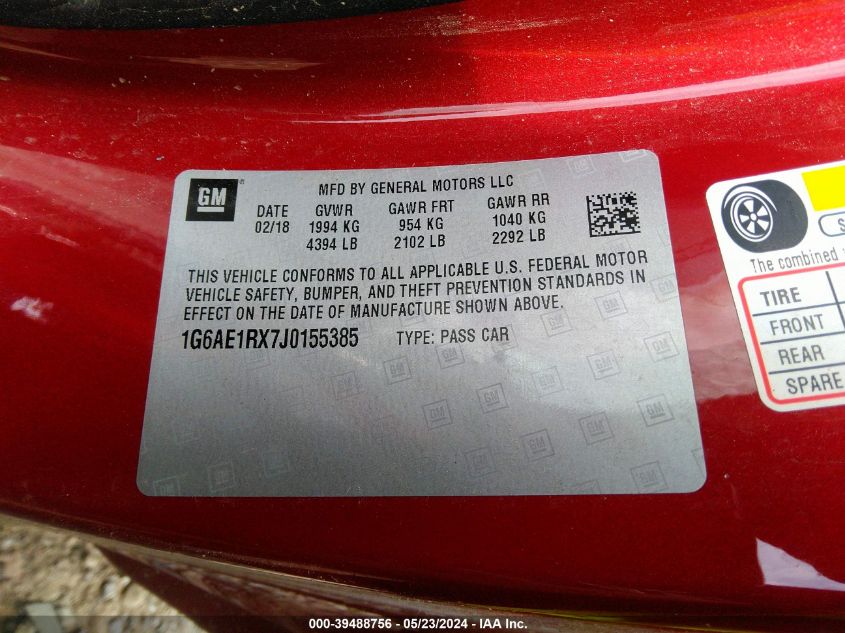 GM
MFD BY GENERAL MOTORS LLC
DATE GVWR GAWR FRT GAWR RR
02/18 1994 KG 954 KG 1040 KG
4394 LB 2102 LB 2292 LB
THIS VEHICLE CONFORMS TO ALL APPLICABLE U.S. FEDERAL MOTOR
VEHICLE SAFETY, BUMPER, AND THEFT PREVENTION STANDARDS IN
EFFECT ON THE DATE OF MANUFACTURE SHOWN ABOVE.
1G6AE1RX7J0155385 TYPE: PASS CAR
The combined
TIRE
FRONT
REAR
SPARE
000-39488756 - 05/23/2024 - IAA Inc.